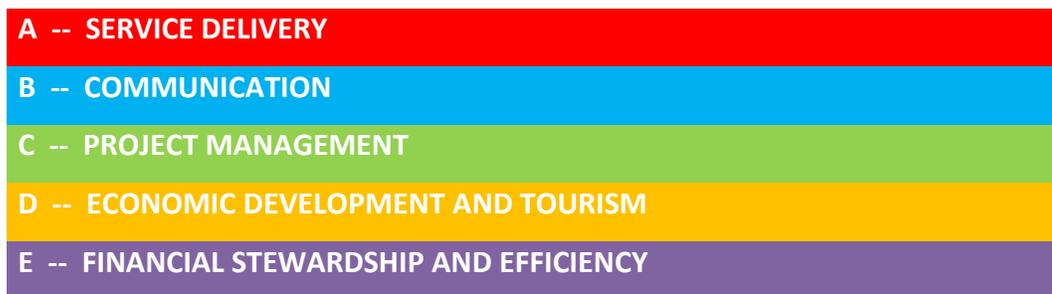 A -- SERVICE DELIVERY
B -- COMMUNICATION
C -- PROJECT MANAGEMENT
D -- ECONOMIC DEVELOPMENT AND TOURISM
E -- FINANCIAL STEWARDSHIP AND EFFICIENCY